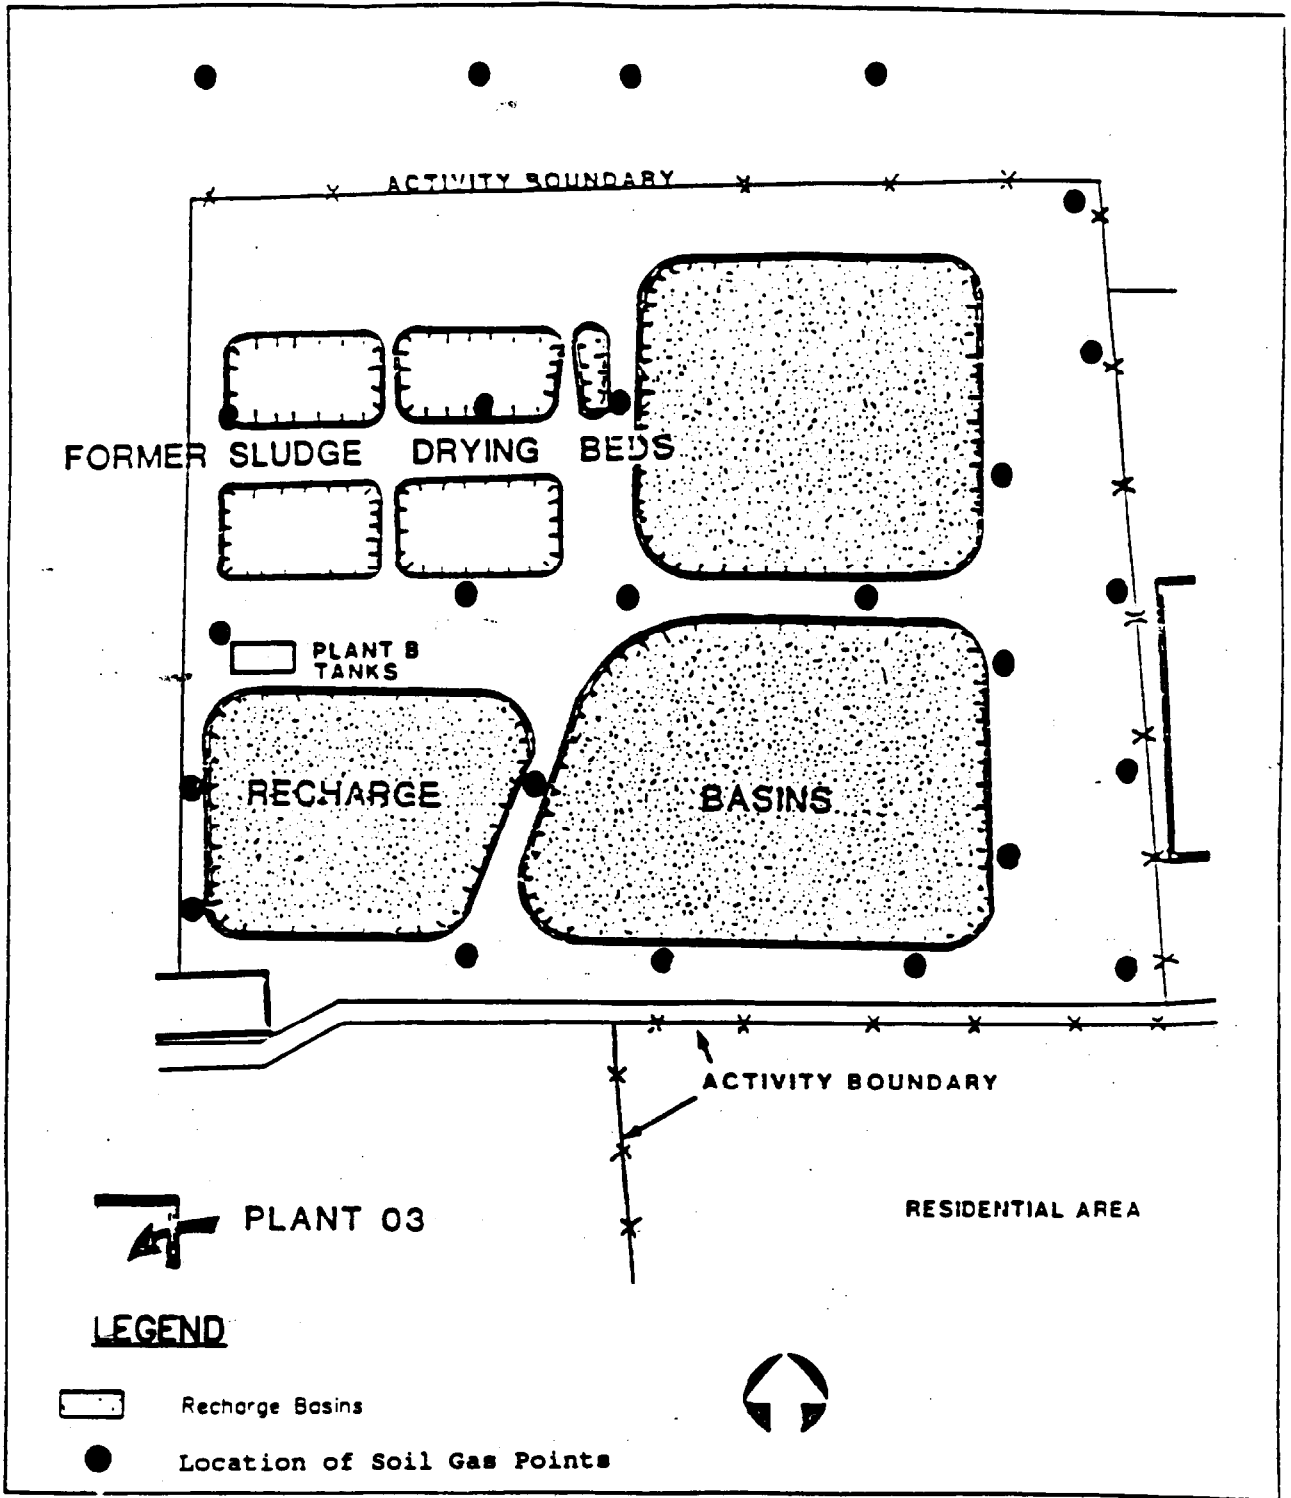 ACTIVITY BOUNDARY
FORMER SLUDGE DRYING BEDS
PLANT B
TANKS
RECHARGE
BASINS
ACTIVITY BOUNDARY
PLANT 03
RESIDENTIAL AREA
LEGEND
Recharge Basins
Location of Soil Gas Points